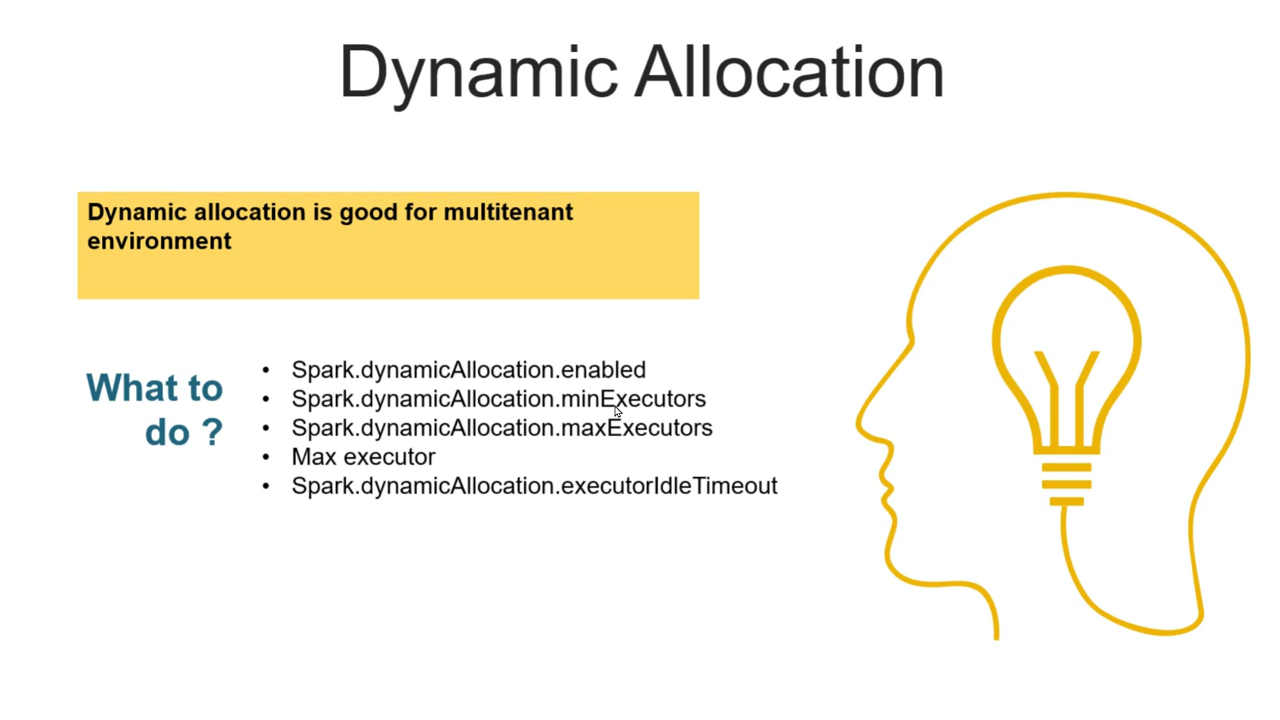 Dynamic Allocation
Dynamic allocation is good for multitenant
environment
What to
do ?
• Spark.dynamicAllocation.enabled
• Spark.dynamicAllocation.minExecutors
• Spark.dynamicAllocation.maxExecutors
• Max executor
• Spark.dynamicAllocation.executorIdleTimeout